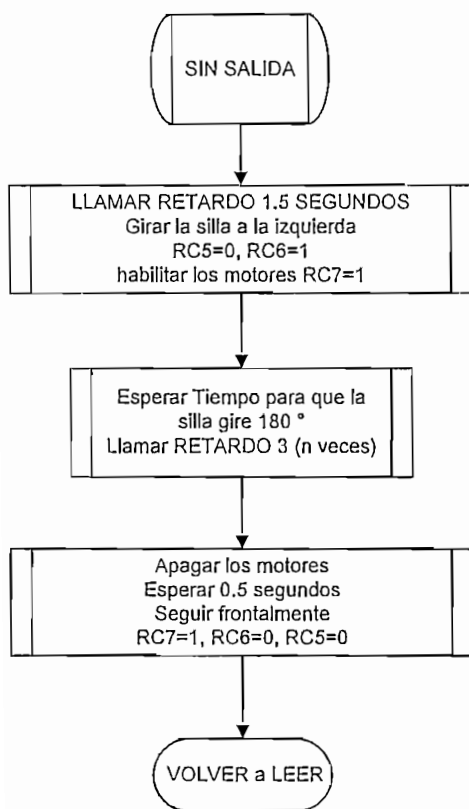 SIN SALIDA
LLAMAR RETARDO 1.5 SEGUNDOS
Girar la silla a la izquierda
RC5=0, RC6=1
habilitar los motores RC7=1
Esperar Tiempo para que la
silla gire 180 °
Llamar RETARDO 3 (n veces)
Apagar los motores
Esperar 0.5 segundos
Seguir frontalmente
RC7=1, RC6=0, RC5=0
VOLVER a LEER